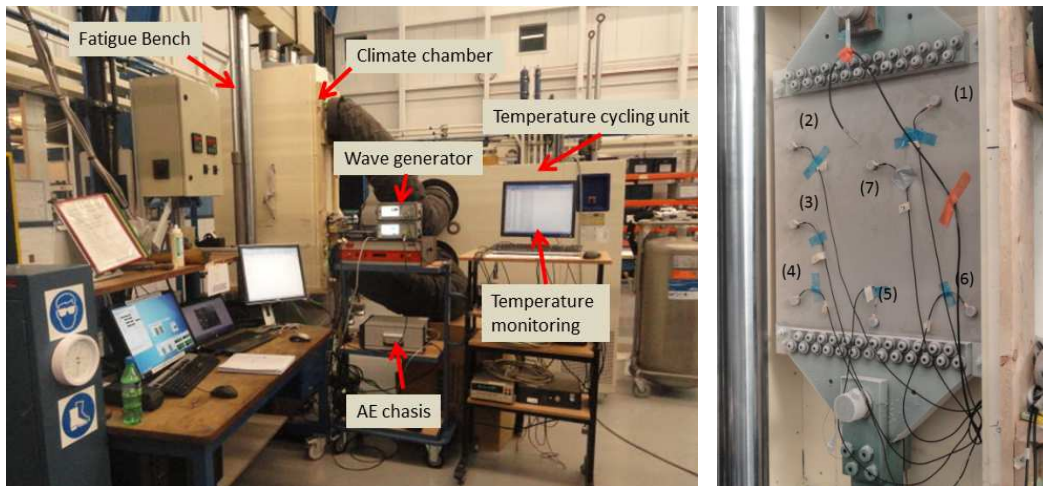 Fatigue Bench
Climate chamber
Temperature cycling unit
Wave generator
Temperature
monitoring
AE chasis
(1)
(2)
(7)
(3)
(4)
(5)
(6)